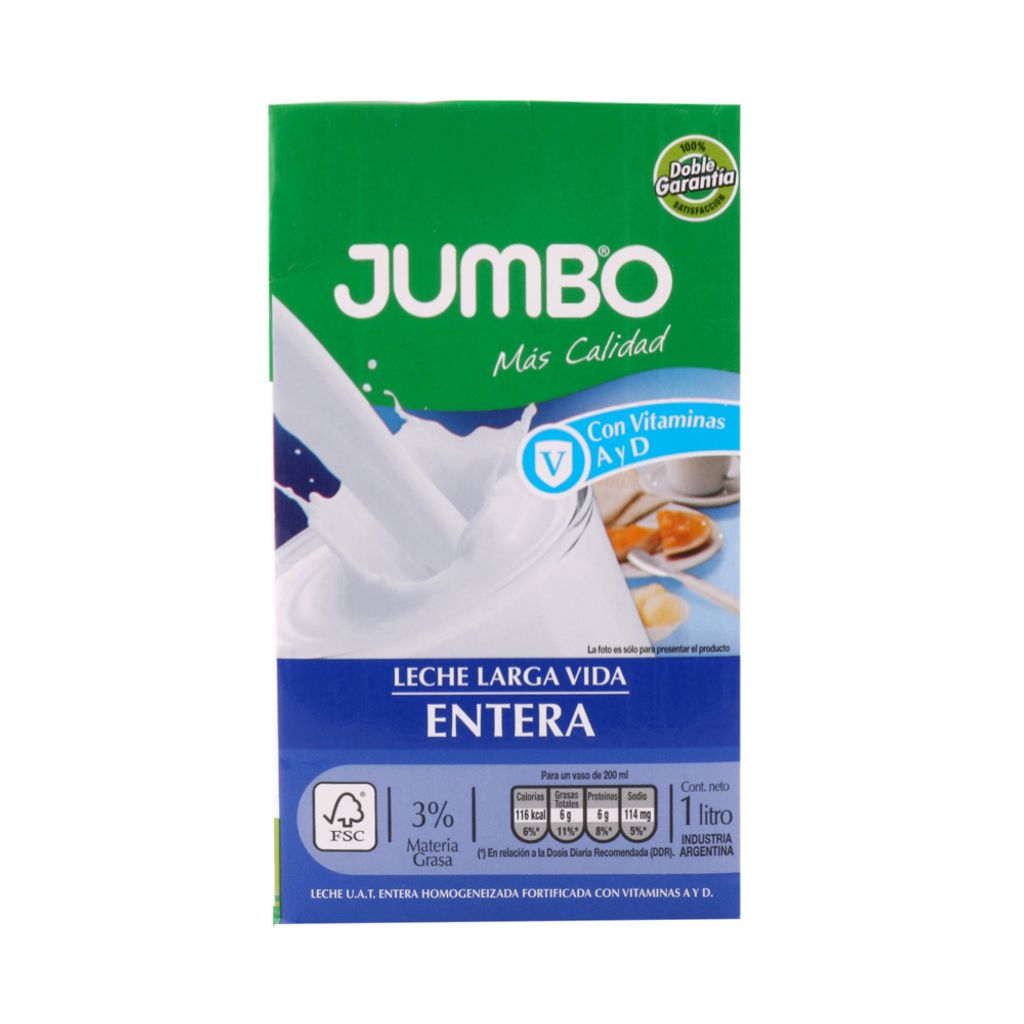 100%
Doble
Garantía
SATISFACCION
JUMBO®
Más Calidad
Con Vitaminas
A y D
V
La foto es sólo para presentar el producto
LECHE LARGA VIDA
ENTERA
Para un vaso de 200 ml
Calorías Grasas Totales Proteinas Sodio
116 kcal 6 g 6 g 114 mg
6%* 11%* 8%* 5%*
(*) En relación a la Dosis Diaria Recomendada (DDR).
FSC
3%
Materia
Grasa
Cont. neto
1 litro
INDUSTRIA
ARGENTINA
LECHE U.A.T. ENTERA HOMOGENEIZADA FORTIFICADA CON VITAMINAS A Y D.